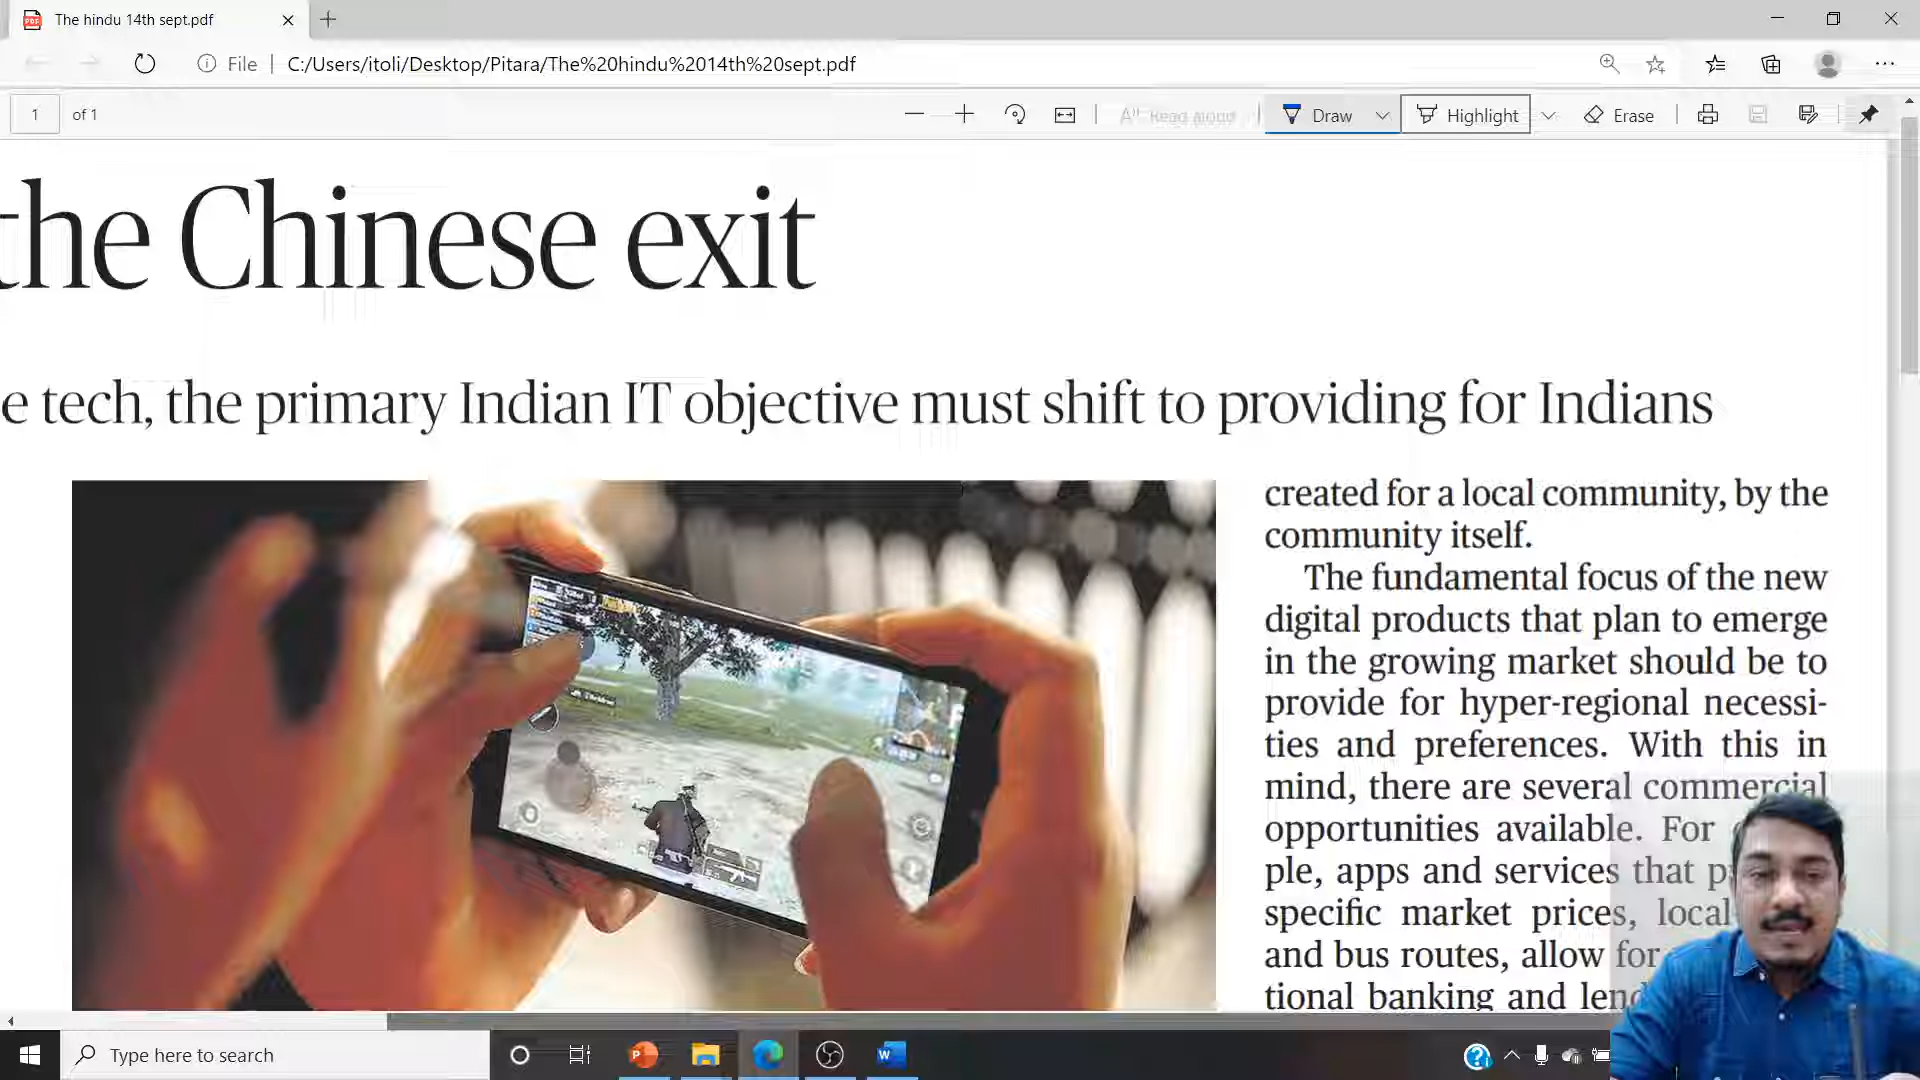 The hindu 14th sept.pdf
File
C:/Users/itoli/Desktop/Pitara/The%20hindu%2014th%20sept.pdf
1
of 1
Read aloud
Draw
Highlight
Erase
the Chinese exit
e tech, the primary Indian IT objective must shift to providing for Indians
created for a local community, by the
community itself.
The fundamental focus of the new
digital products that plan to emerge
in the growing market should be to
provide for hyper-regional necessi-
ties and preferences. With this in
mind, there are several commercial
opportunities available. For
ple, apps and services that
specific market prices, local
and bus routes, allow for
tional banking and
Type here to search